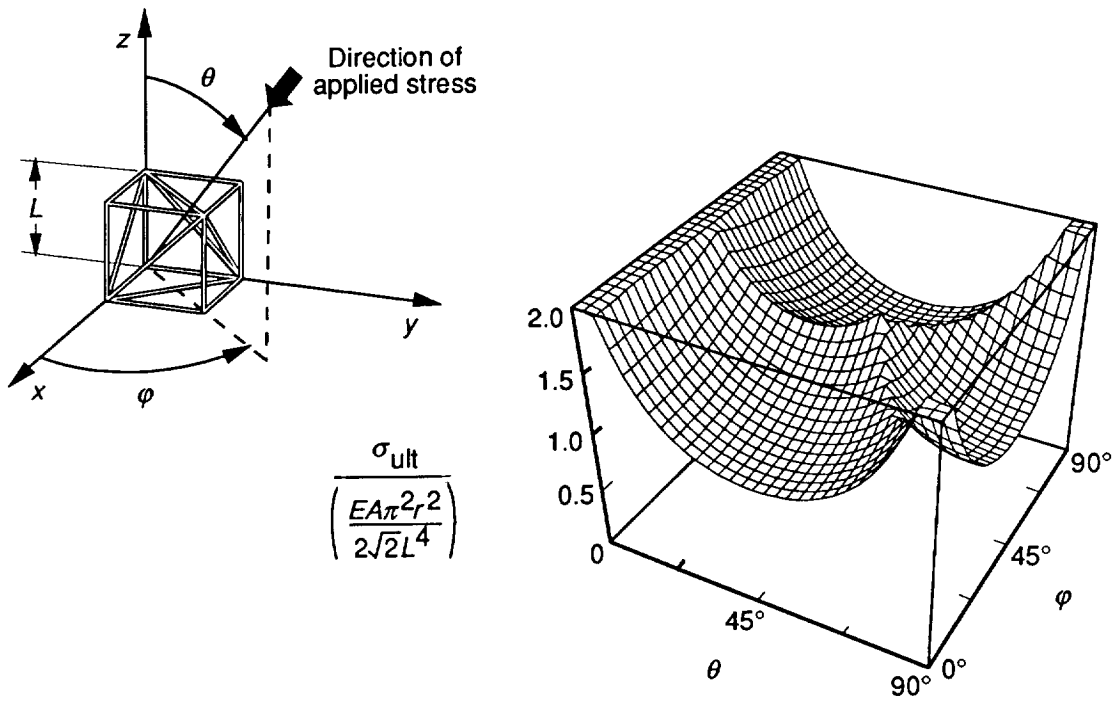 z
θ
Direction of
applied stress
L
y
x
φ
σult
(EAπ²r²
2√2L⁴)
2.0
1.5
1.0
0.5
0
45°
90°
θ
0°
45°
90°
φ